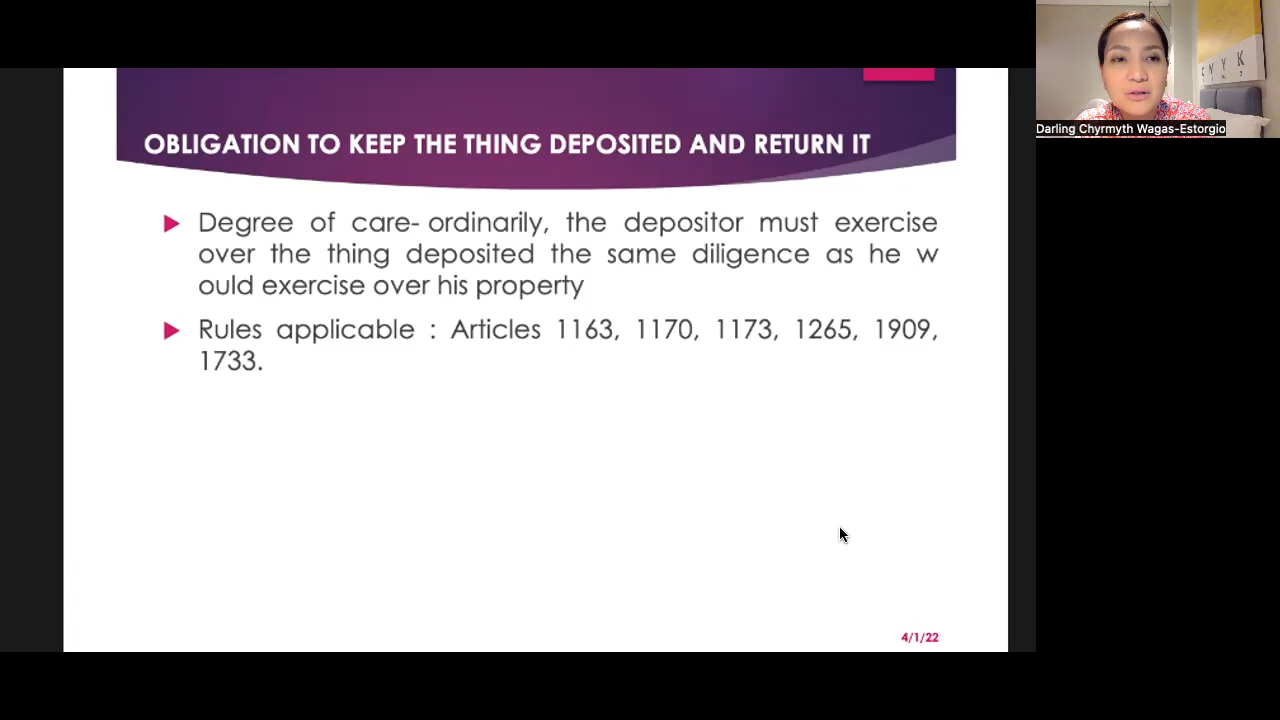 OBLIGATION TO KEEP THE THING DEPOSITED AND RETURN IT
Degree of care- ordinarily, the depositor must exercise
over the thing deposited the same diligence as he w
ould exercise over his property
Rules applicable : Articles 1163, 1170, 1173, 1265, 1909,
1733.
4/1/22
Darling Chyrmyth Wagas-Estorgio